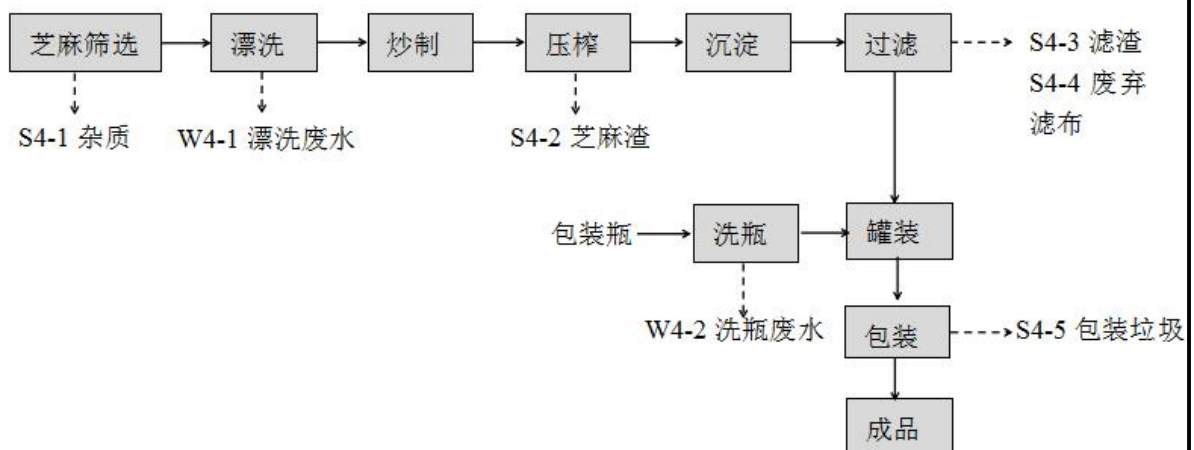 芝麻筛选
漂洗
炒制
压榨
沉淀
过滤
S4-3 滤渣
S4-4 废弃
滤布
S4-1 杂质
W4-1 漂洗废水
S4-2 芝麻渣
包装瓶
洗瓶
罐装
W4-2 洗瓶废水
包装
S4-5 包装垃圾
成品